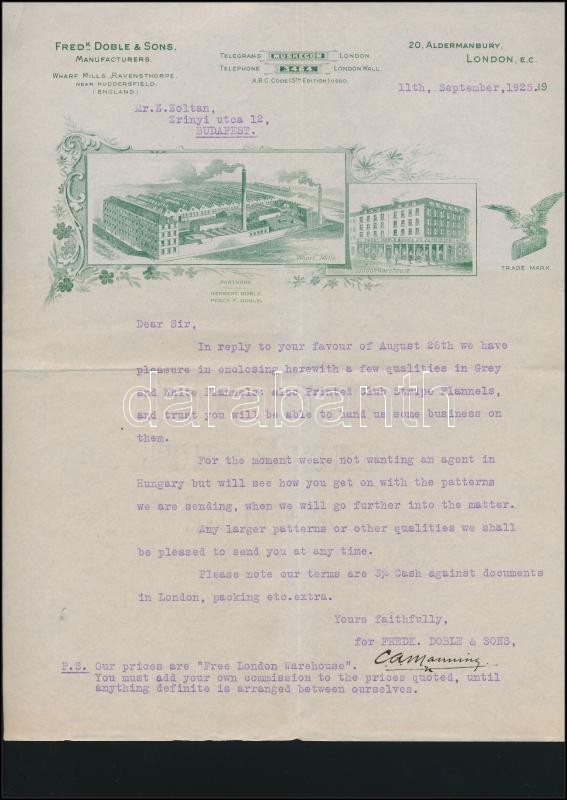 FREDK. DOBLE & SONS,
MANUFACTURERS.
WHARF MILLS, RAVENSTHORPE,
NEAR HUDDERSFIELD.
(ENGLAND)
TELEGRAMS MUSKEGON LONDON.
TELEPHONE 3464 LONDON WALL.
A.B.C. CODE (5TH EDITION) USED.
20, ALDERMANBURY,
LONDON, E.C.
11th, September, 1925.19
Mr.Z.Zoltan,
Zrinyi utca 12,
BUDAPEST.
Wharf Mills
London Warehouse
TRADE MARK
PARTNERS
HERBERT DOBLE.
PERCY F. DOBLE.
Dear Sir,
In reply to your favour of August 26th we have
pleasure in enclosing herewith a few qualities in Grey
and White Flannels: also Printed Club Stripe Flannels,
and trust you will be able to hand us some business on
them.
darabanth
For the moment weare not wanting an agent in
Hungary but will see how you get on with the patterns
we are sending, when we will go further into the matter.
Any larger patterns or other qualities we shall
be pleased to send you at any time.
Please note our terms are 3% Cash against documents
in London, packing etc.extra.
Yours faithfully,
for FREDK. DOBLE & SONS,
C A Manning
P.S. Our prices are "Free London Warehouse".
You must add your own commission to the prices quoted, until
anything definite is arranged between ourselves.